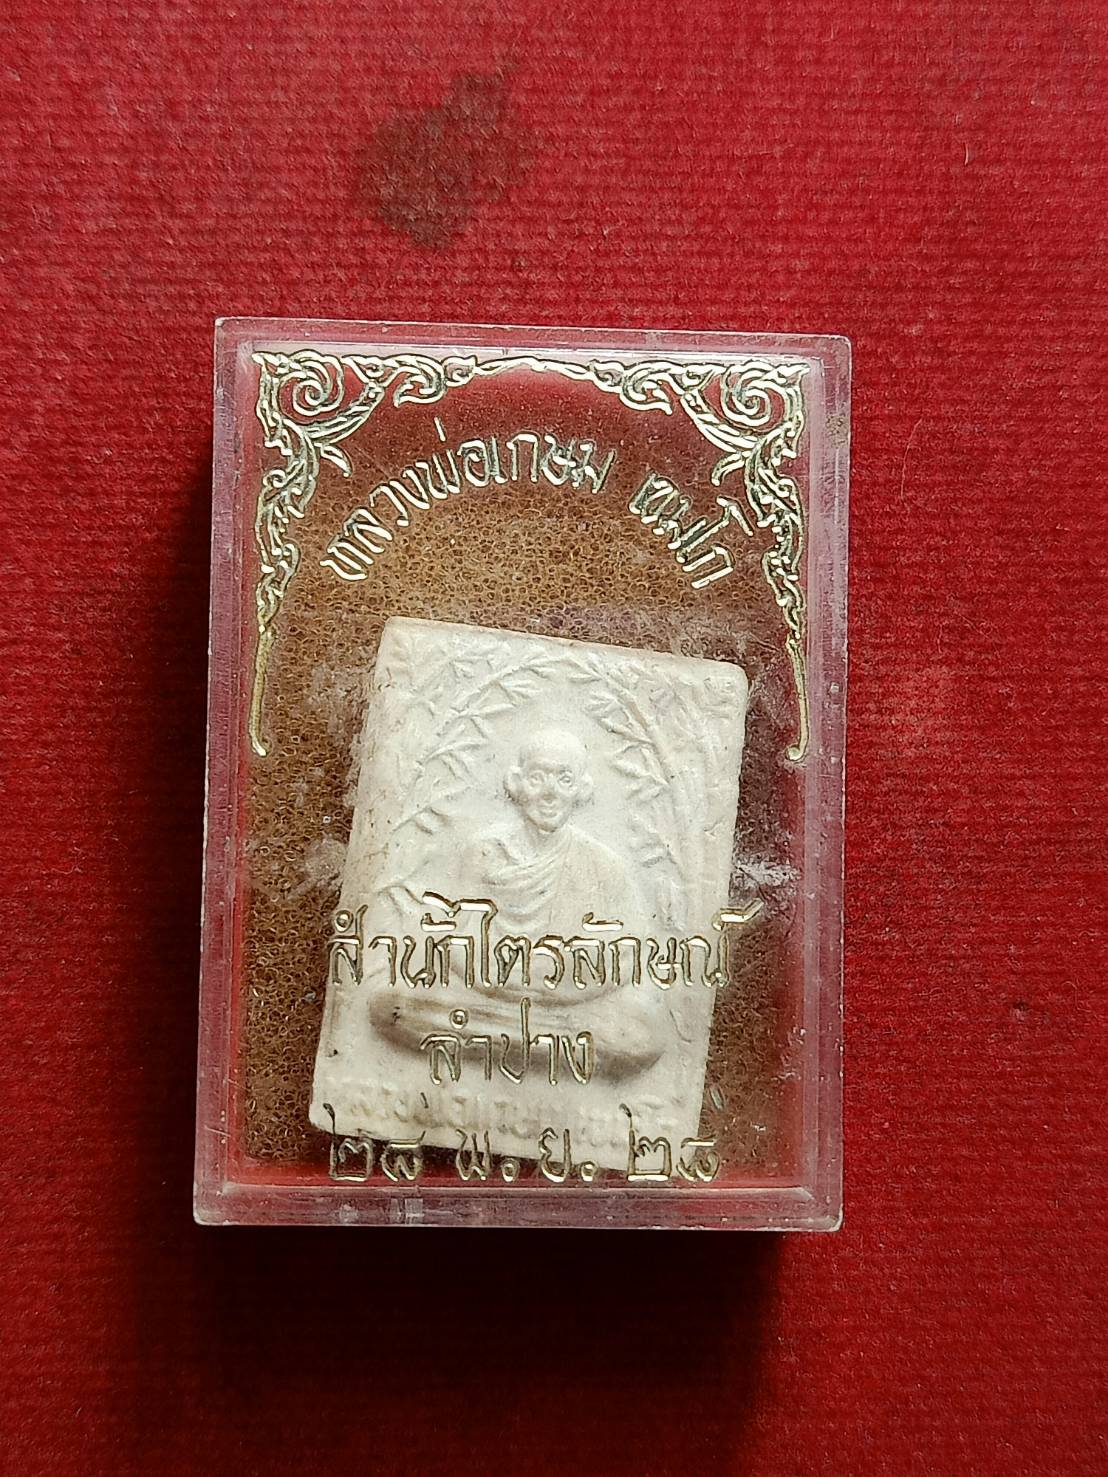 หลวงพ่อเกษม เขมโก
สำนักไตรลักษณ์
ลำปาง
๒๘ พ.ย. ๒๘